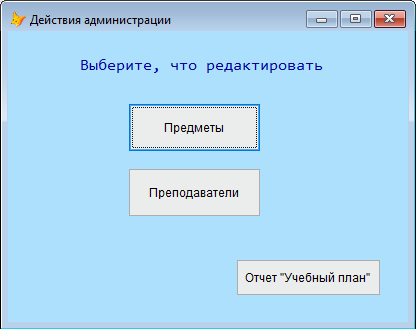 Действия администрации
Выберите, что редактировать
Предметы
Преподаватели
Отчет "Учебный план"